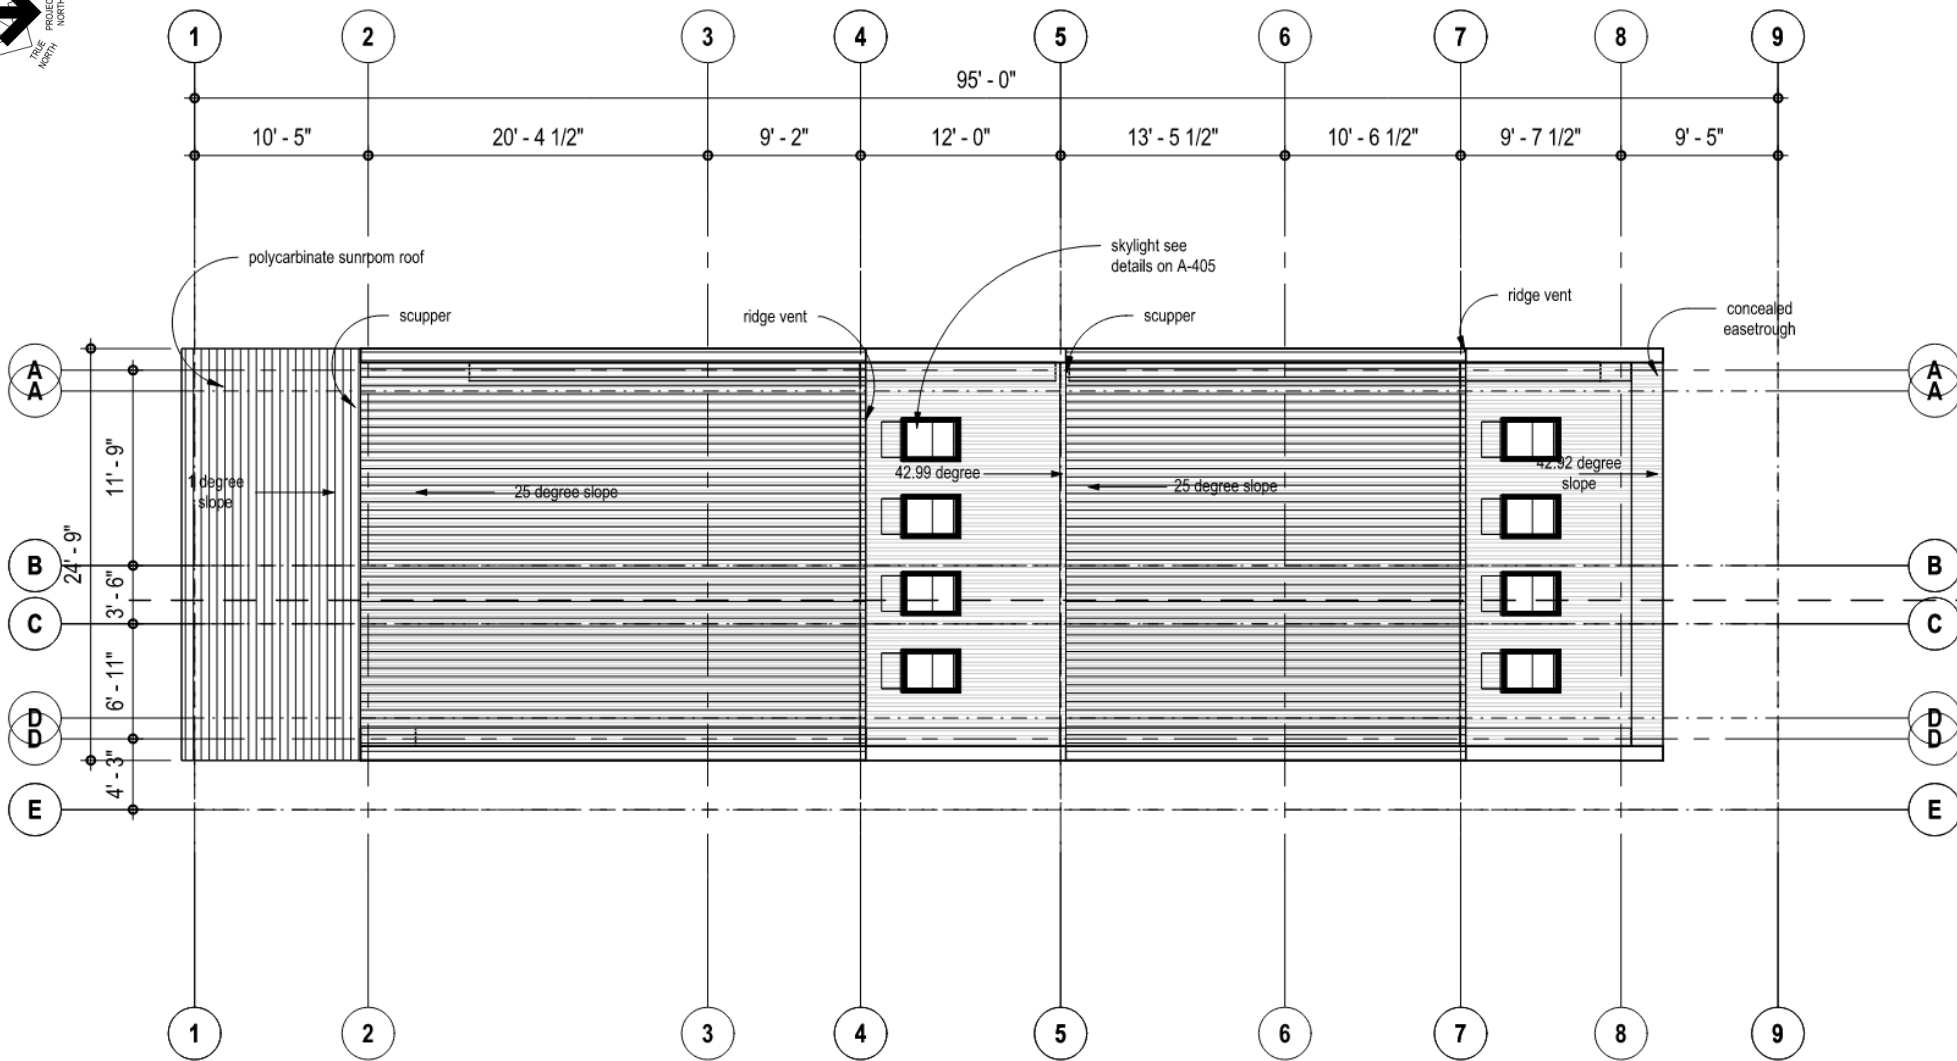 PROJEC
NORTH
TRUE
NORTH
1 2 3 4 5 6 7 8 9
95' - 0"
10' - 5" 20' - 4 1/2" 9' - 2" 12' - 0" 13' - 5 1/2" 10' - 6 1/2" 9' - 7 1/2" 9' - 5"
polycarbinate sunroom roof
skylight see
details on A-405
scupper
ridge vent
scupper
ridge vent
concealed
easetrough
A A
A A
11' - 9"
1 degree
slope
25 degree slope
42.99 degree
25 degree slope
42.92 degree
slope
24' - 9"
B B
3' - 6"
C C
6' - 11"
D D
D D
4' - 3"
E E
1 2 3 4 5 6 7 8 9